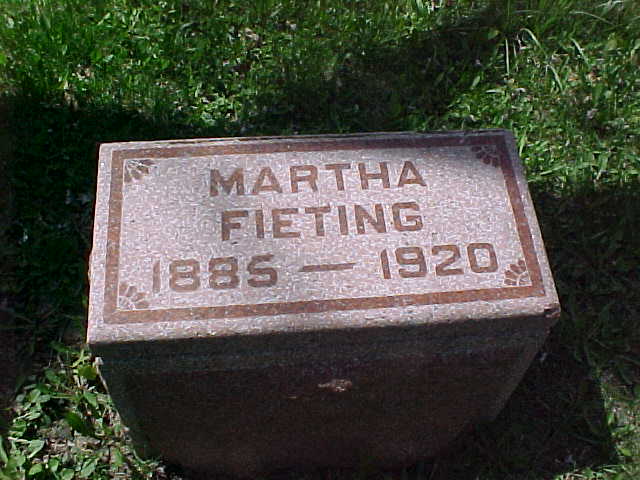 MARTHA
FIETING
1885 — 1920